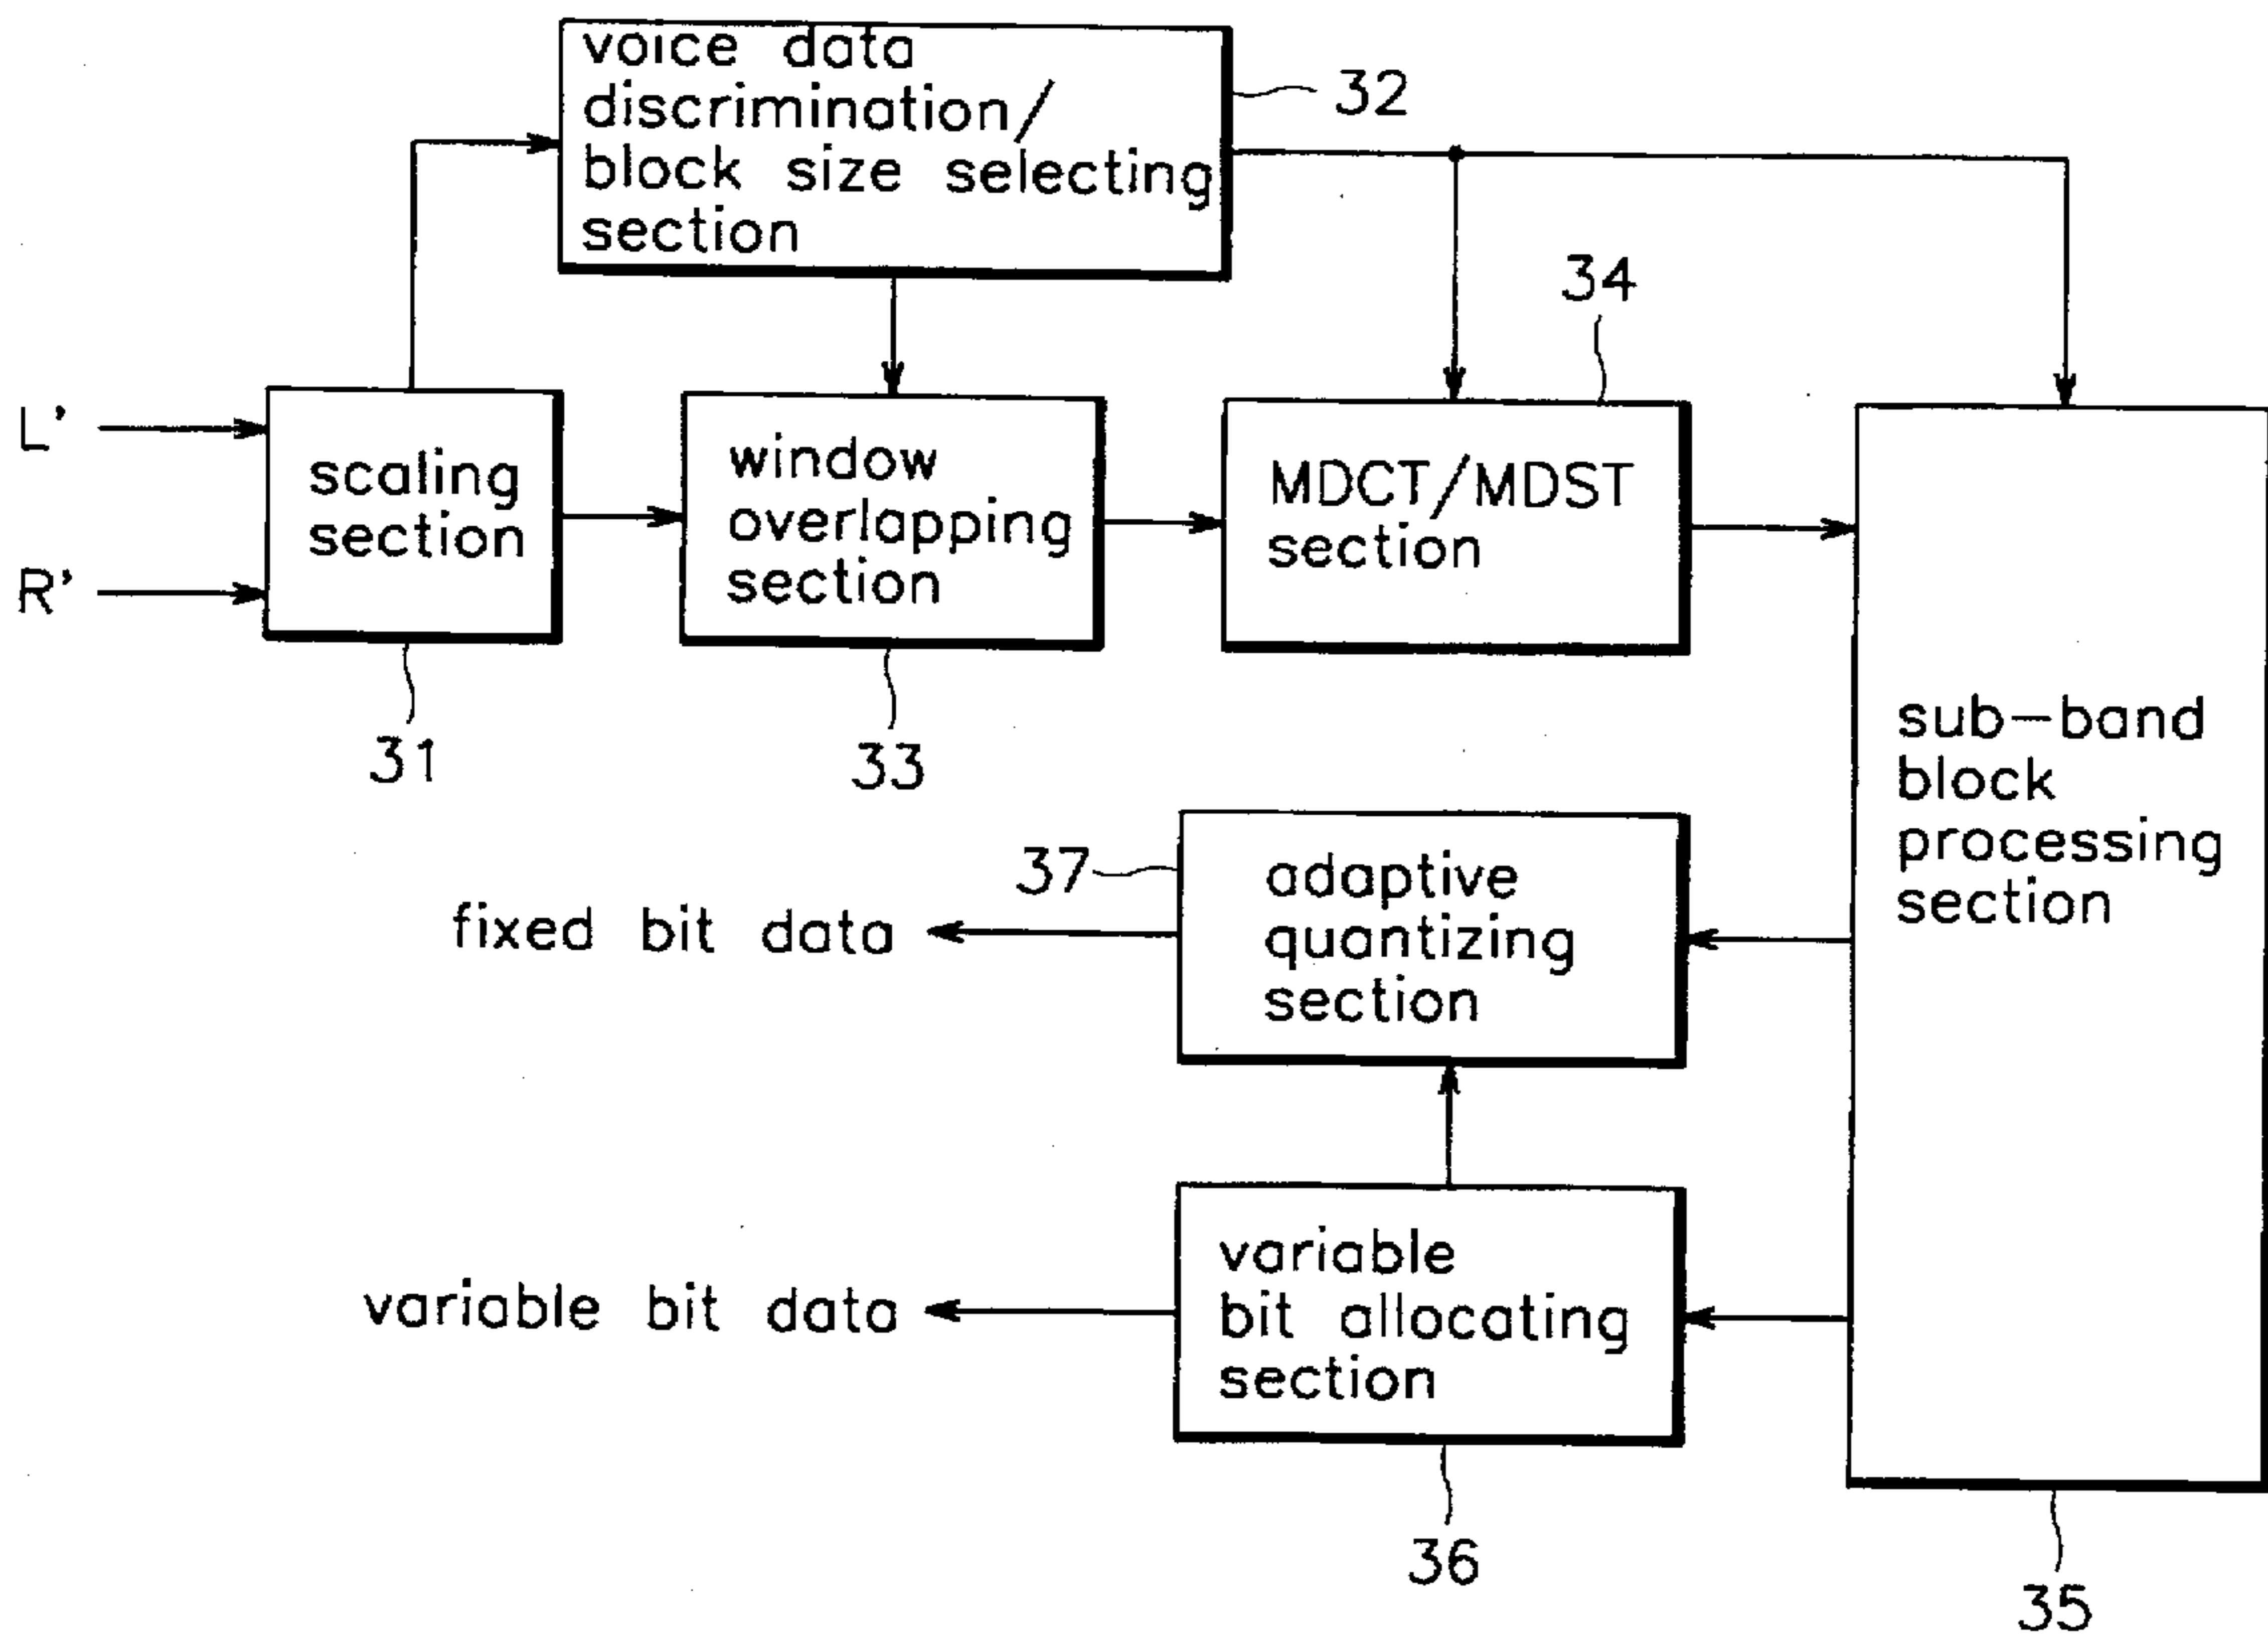 voice data
discrimination/
block size selecting
section
32
34
L'
R'
scaling
section
31
window
overlapping
section
33
MDCT/MDST
section
sub-band
block
processing
section
35
37
adaptive
quantizing
section
fixed bit data
variable
bit allocating
section
variable bit data
36